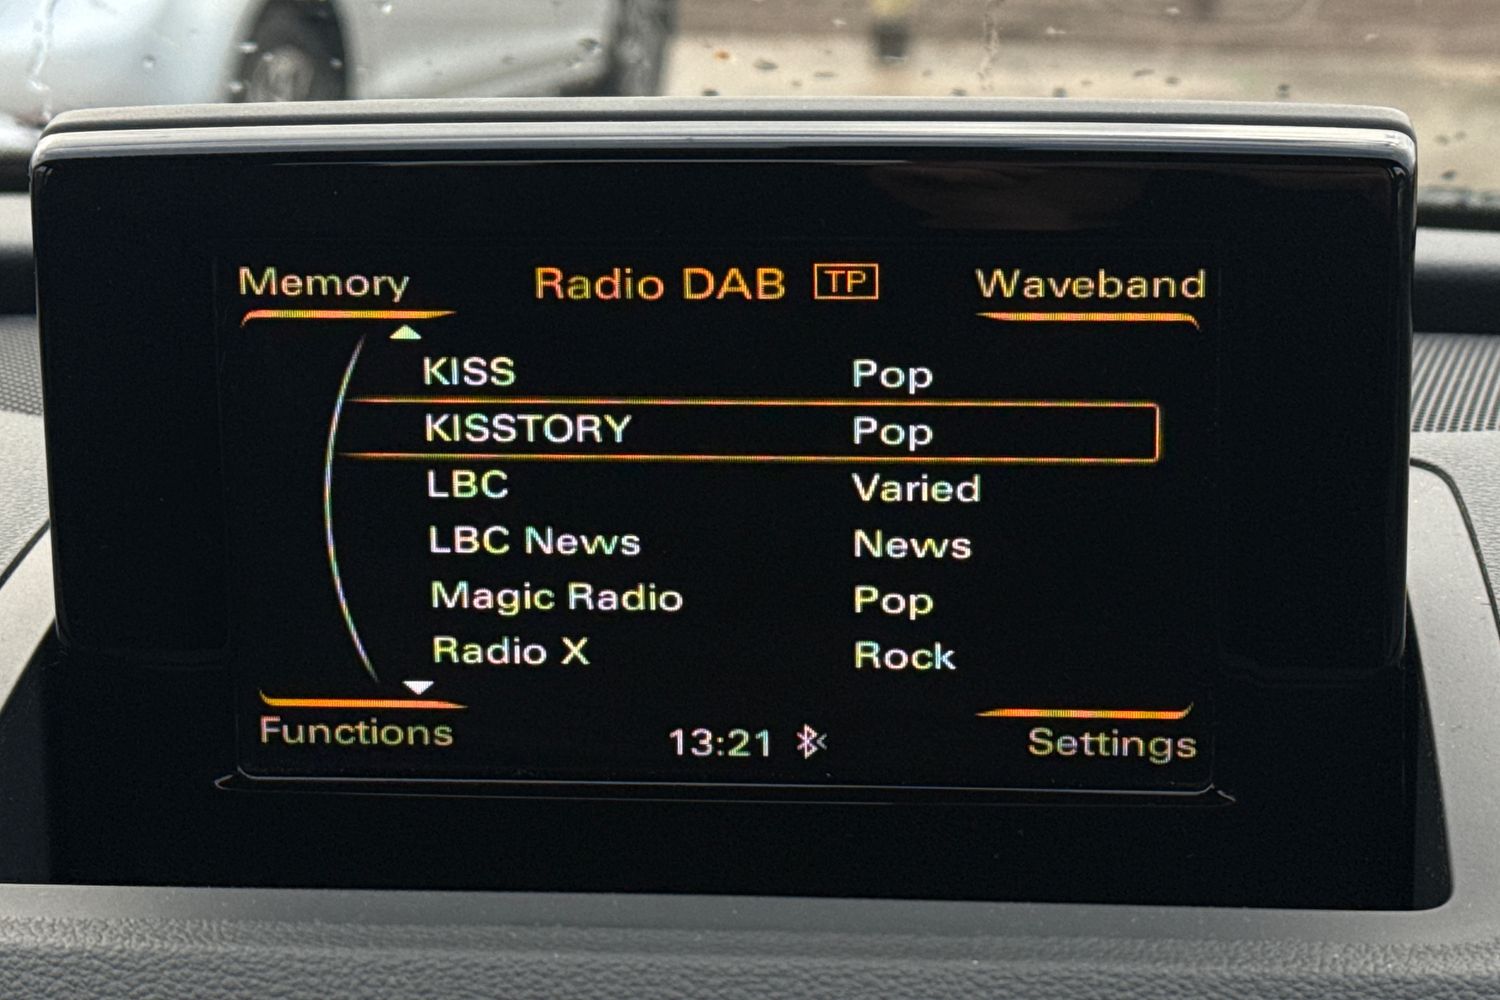 Memory Radio DAB TP Waveband
KISS Pop
KISSTORY Pop
LBC Varied
LBC News News
Magic Radio Pop
Radio X Rock
Functions 13:21 Settings